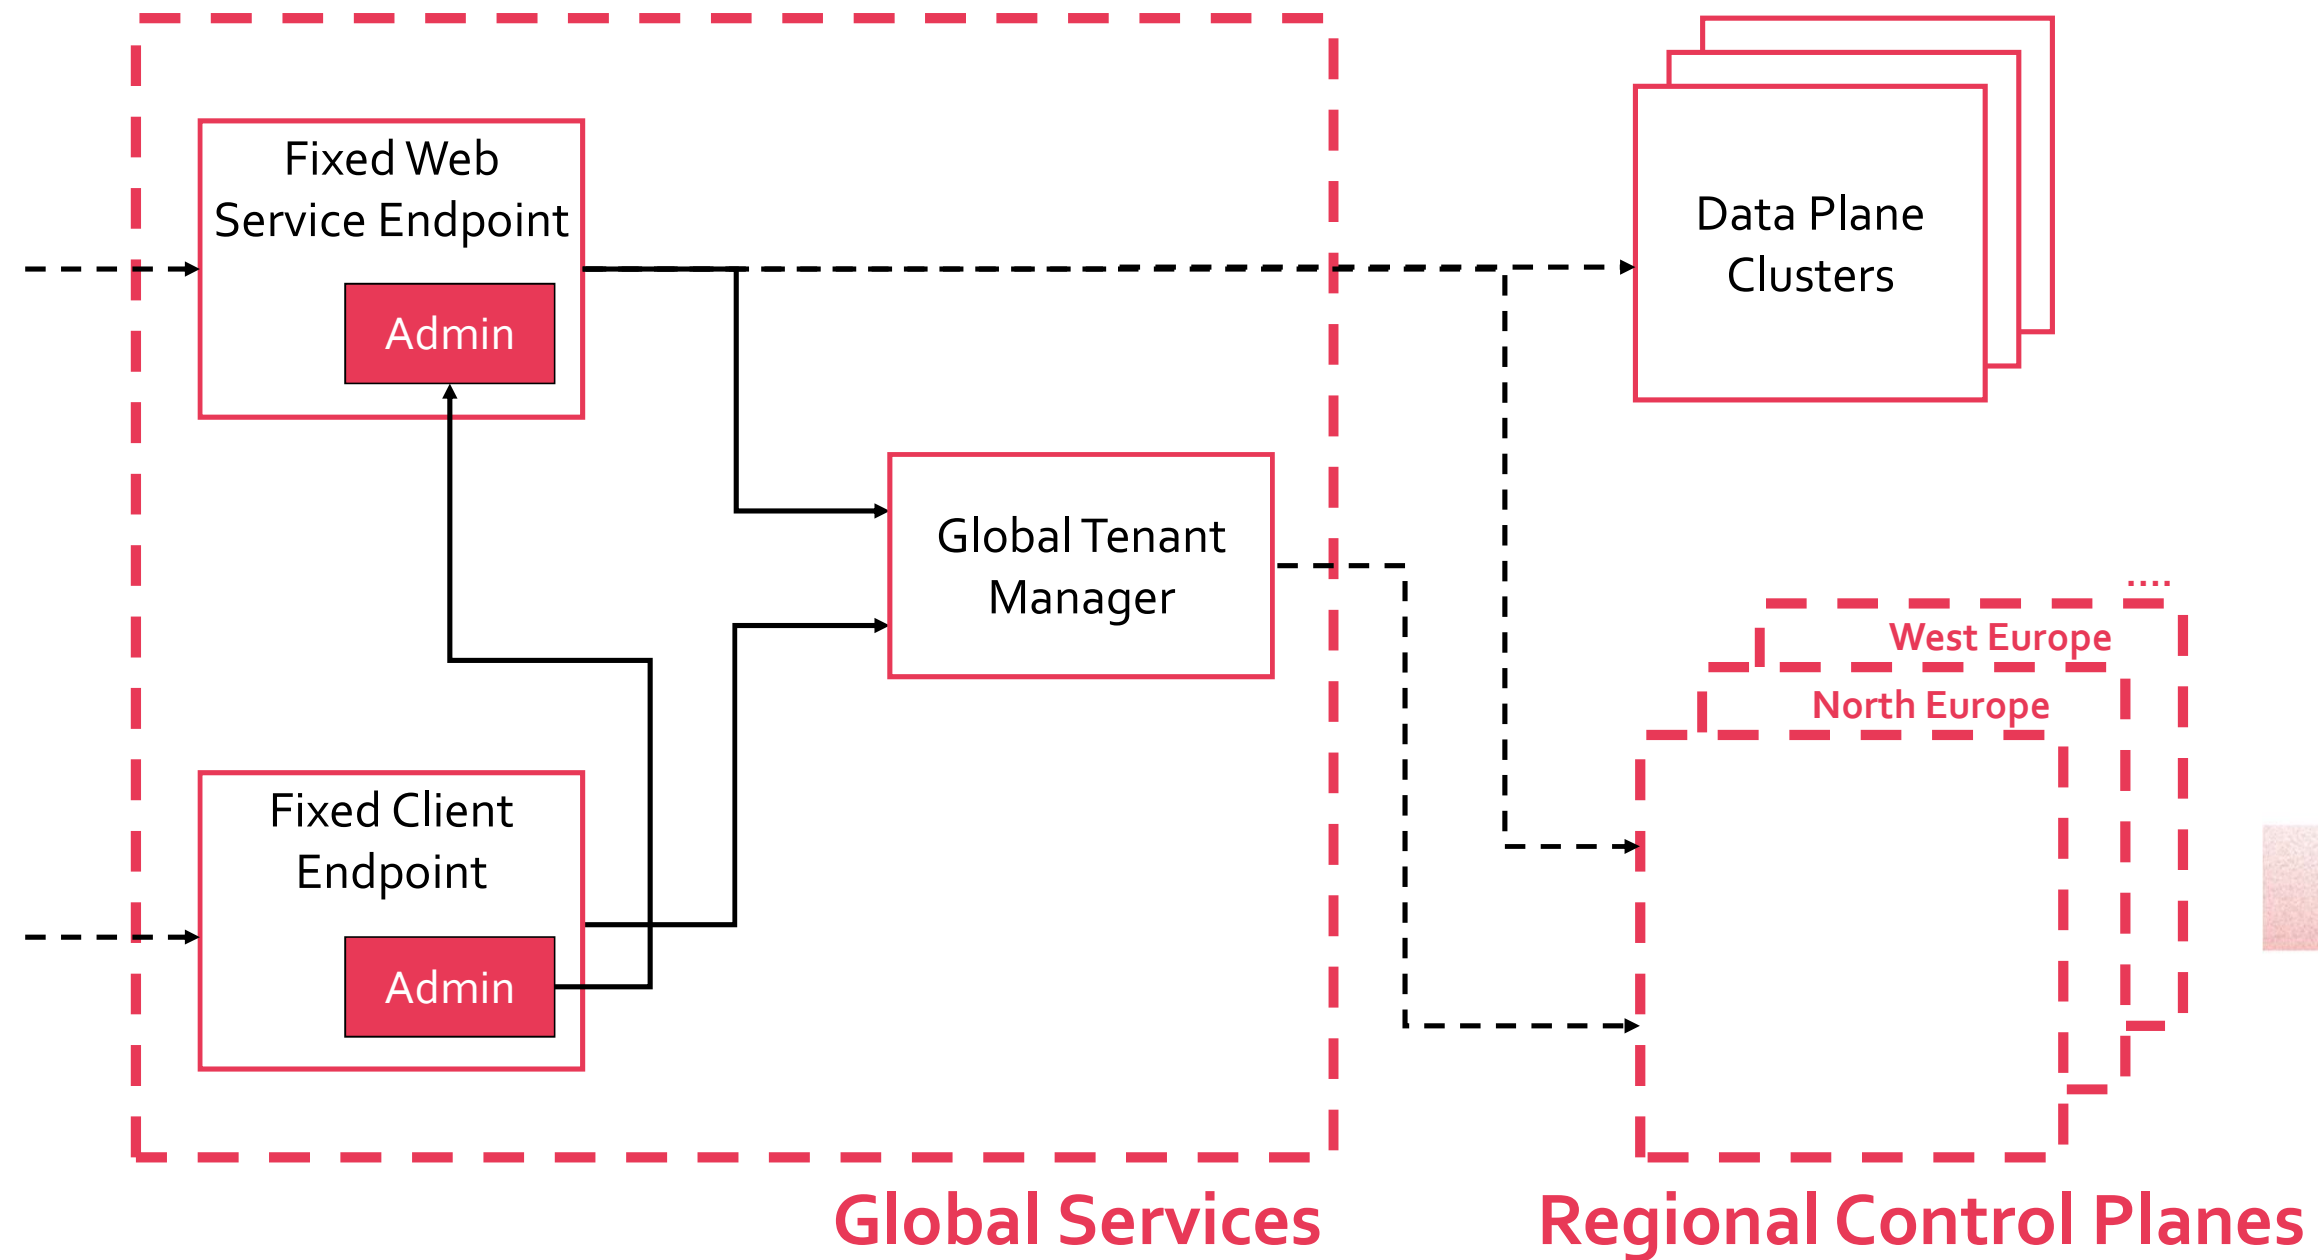 Fixed Web
Service Endpoint
Admin
Data Plane
Clusters
Global Tenant
Manager
....
West Europe
North Europe
Fixed Client
Endpoint
Admin
Global Services
Regional Control Planes